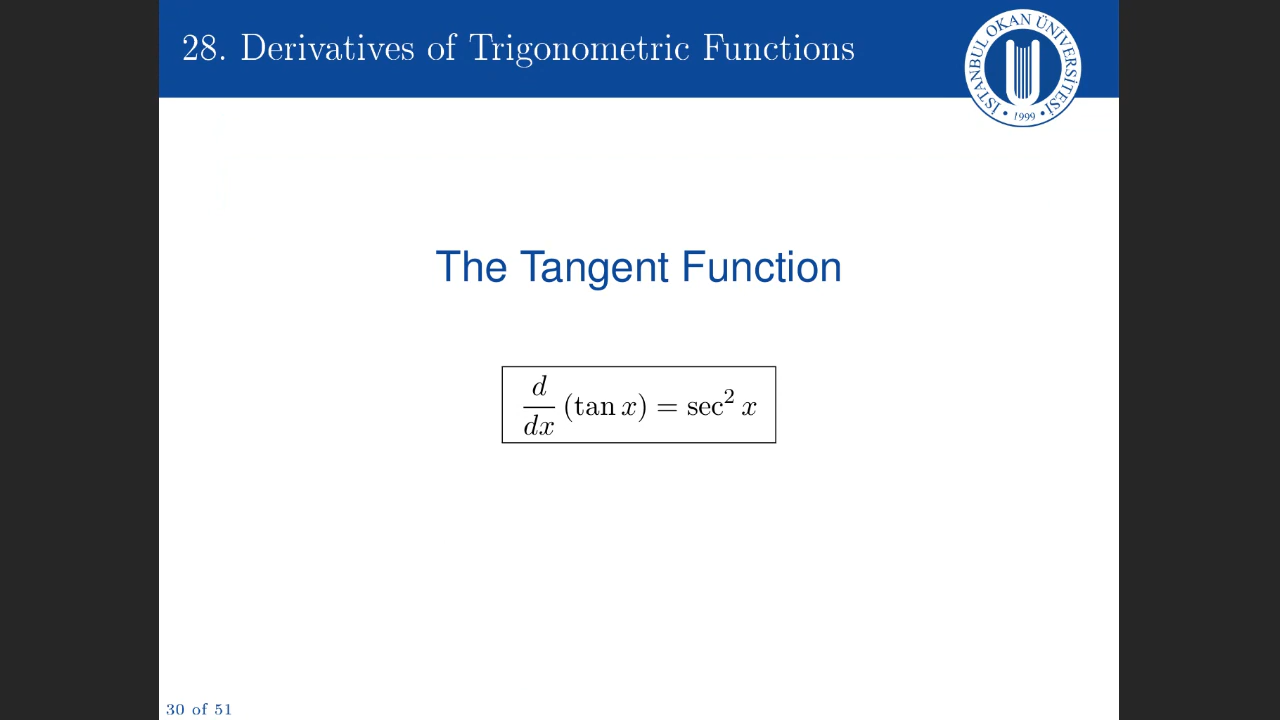 28. Derivatives of Trigonometric Functions
İSTANBUL OKAN ÜNİVERSİTESİ
• 1999 •
The Tangent Function
d/dx (tan x) = sec² x
30 of 51